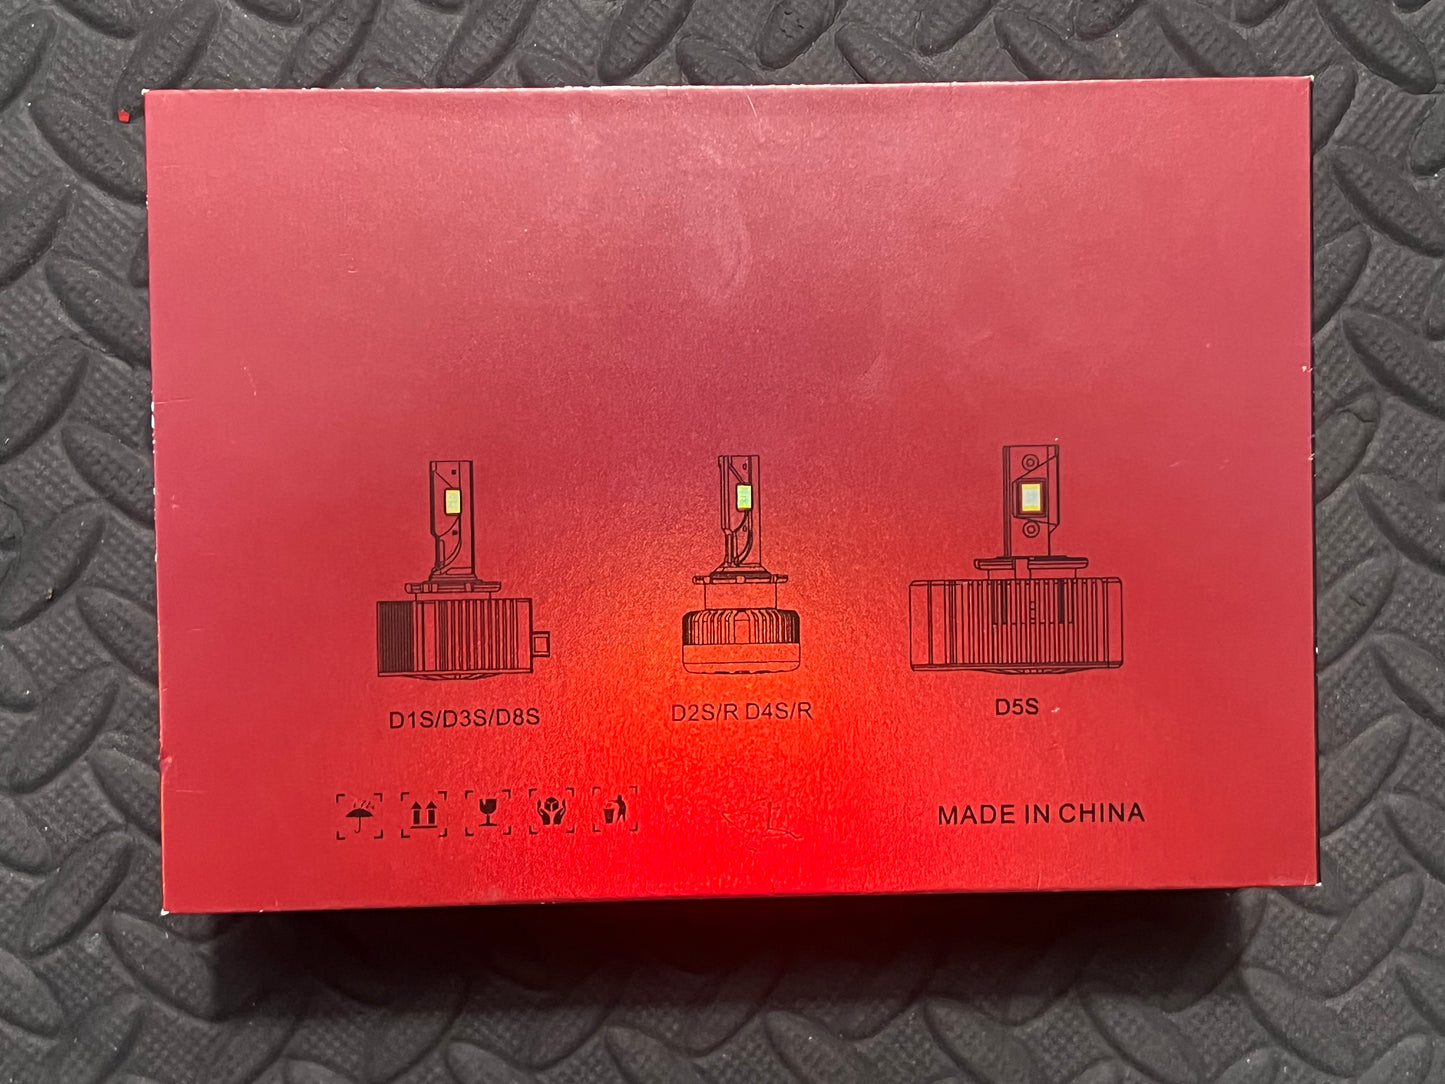 D1S/D3S/D8S
D2S/R D4S/R
D5S
MADE IN CHINA